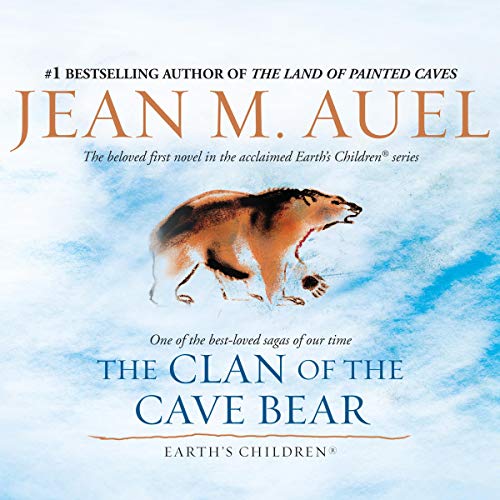 #1 BESTSELLING AUTHOR OF THE LAND OF PAINTED CAVES
JEAN M. AUEL
The beloved first novel in the acclaimed Earth's Children® series
One of the best-loved sagas of our time
THE CLAN OF THE
CAVE BEAR
EARTH'S CHILDREN®